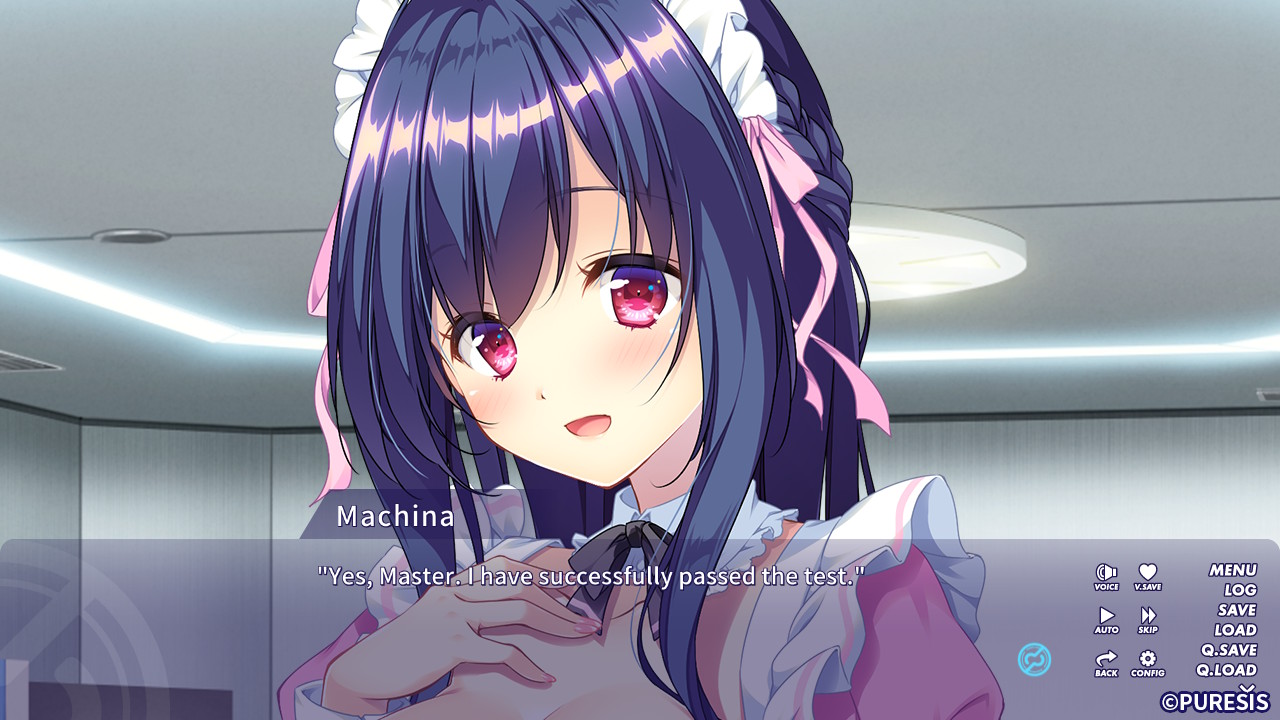 Machina
"Yes, Master. I have successfully passed the test."
VOICE
V.SAVE
AUTO
SKIP
BACK
CONFIG
MENU
LOG
SAVE
LOAD
Q.SAVE
Q.LOAD
©PURESIS